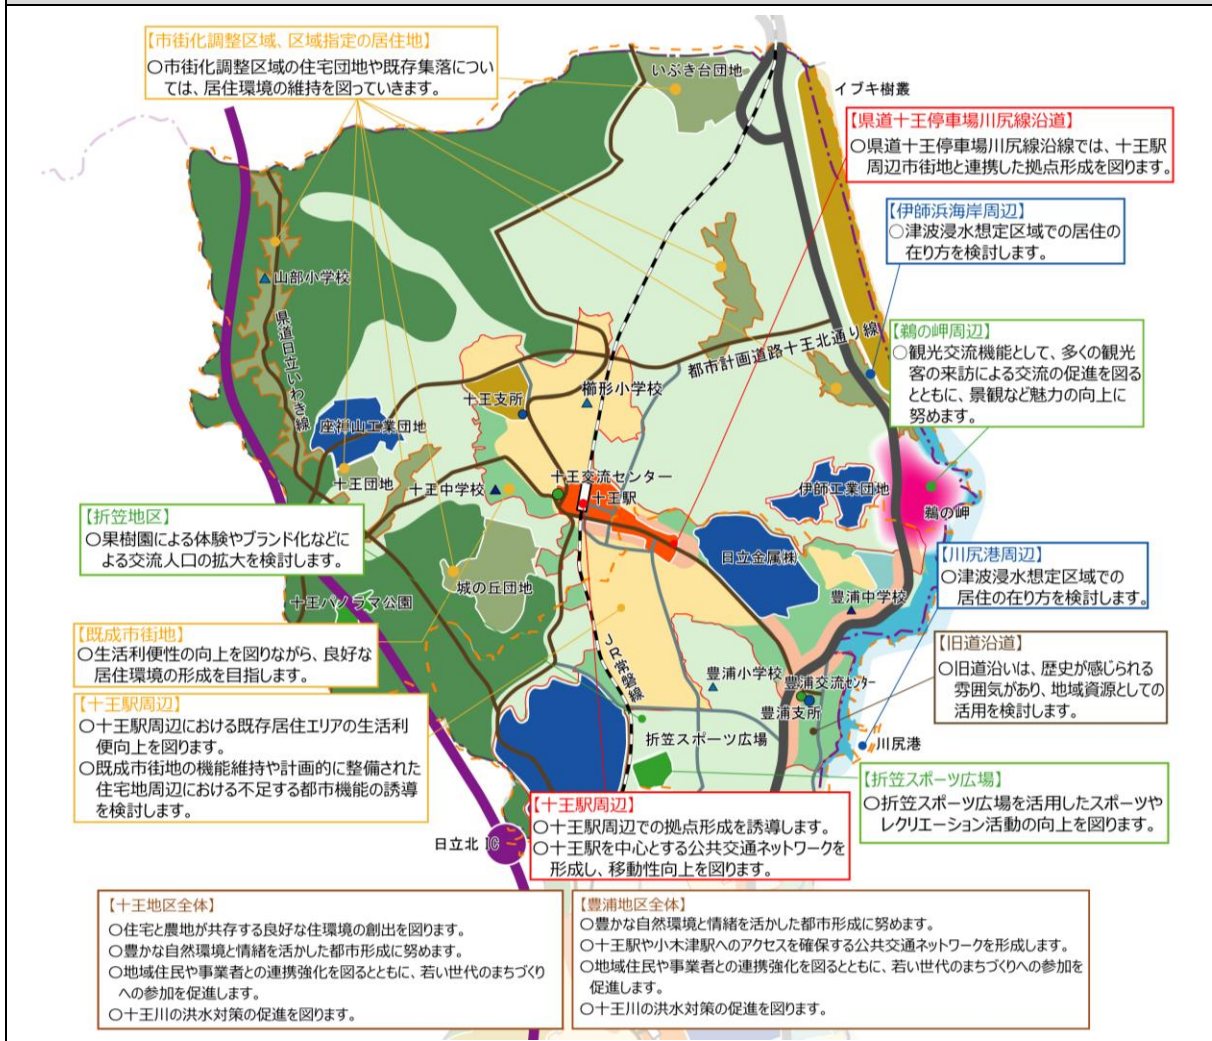 【市街化調整区域、区域指定の居住地】
○市街化調整区域の住宅団地や既存集落につい
ては、居住環境の維持を図っていきます。
いぶき台団地
イブキ樹叢
【県道十王停車場川尻線沿道】
○県道十王停車場川尻線沿線では、十王駅
周辺市街地と連携した拠点形成を図ります。
【伊師浜海岸周辺】
○津波浸水想定区域での居住の
在り方を検討します。
山部小学校
県道日立いわき線
都市計画道路十王北通り線
【鵜の岬周辺】
○観光交流機能として、多くの観光
客の来訪による交流の促進を図る
とともに、景観など魅力の向上に
努めます。
櫛形小学校
十王支所
座禅山工業団地
十王団地
十王中学校
十王交流センター
十王駅
伊師工業団地
鵜の岬
【折笠地区】
○果樹園による体験やブランド化などに
よる交流人口の拡大を検討します。
日立金属㈱
城の丘団地
十王パノラマ公園
豊浦中学校
【川尻港周辺】
○津波浸水想定区域での
居住の在り方を検討します。
【既成市街地】
○生活利便性の向上を図りながら、良好な
居住環境の形成を目指します。
JR常磐線
豊浦小学校
豊浦交流センター
豊浦支所
【旧道沿道】
○旧道沿いは、歴史が感じられる
雰囲気があり、地域資源としての
活用を検討します。
【十王駅周辺】
○十王駅周辺における既存居住エリアの生活利
便向上を図ります。
○既成市街地の機能維持や計画的に整備された
住宅地周辺における不足する都市機能の誘導
を検討します。
折笠スポーツ広場
川尻港
【折笠スポーツ広場】
○折笠スポーツ広場を活用したスポーツや
レクリエーション活動の向上を図ります。
日立北IC
【十王駅周辺】
○十王駅周辺での拠点形成を誘導します。
○十王駅を中心とする公共交通ネットワークを
形成し、移動性向上を図ります。
【十王地区全体】
○住宅と農地が共存する良好な住環境の創出を図ります。
○豊かな自然環境と情緒を活かした都市形成に努めます。
○地域住民や事業者との連携強化を図るとともに、若い世代のまちづくり
への参加を促進します。
○十王川の洪水対策の促進を図ります。
【豊浦地区全体】
○豊かな自然環境と情緒を活かした都市形成に努めます。
○十王駅や小木津駅へのアクセスを確保する公共交通ネットワークを形成します。
○地域住民や事業者との連携強化を図るとともに、若い世代のまちづくりへの参加を
促進します。
○十王川の洪水対策の促進を図ります。